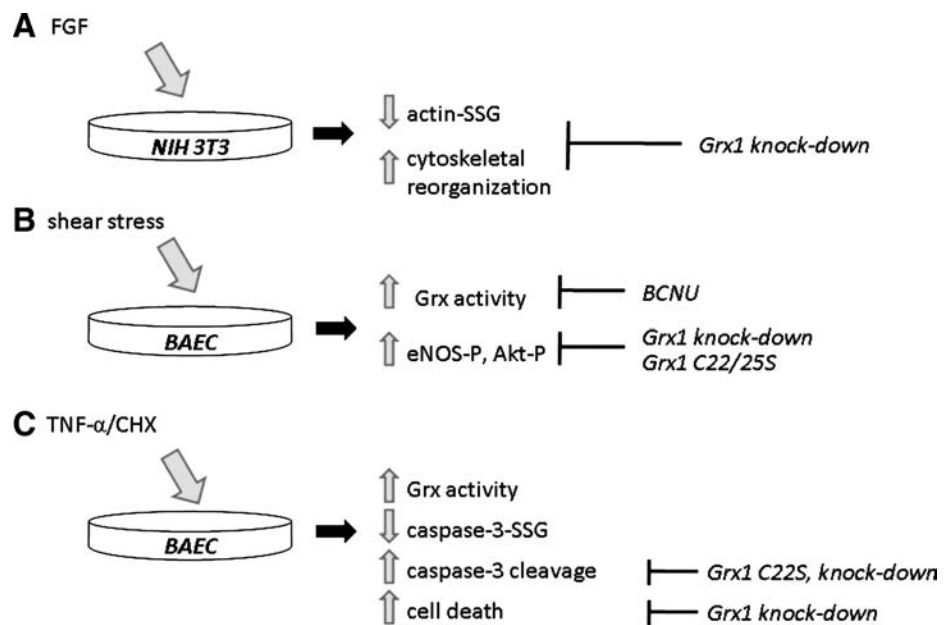 A FGF
NIH 3T3
actin-SSG
cytoskeletal
reorganization
Grx1 knock-down
B shear stress
BAEC
Grx activity
BCNU
eNOS-P, Akt-P
Grx1 knock-down
Grx1 C22/25S
C TNF-α/CHX
BAEC
Grx activity
caspase-3-SSG
caspase-3 cleavage
Grx1 C22S, knock-down
cell death
Grx1 knock-down